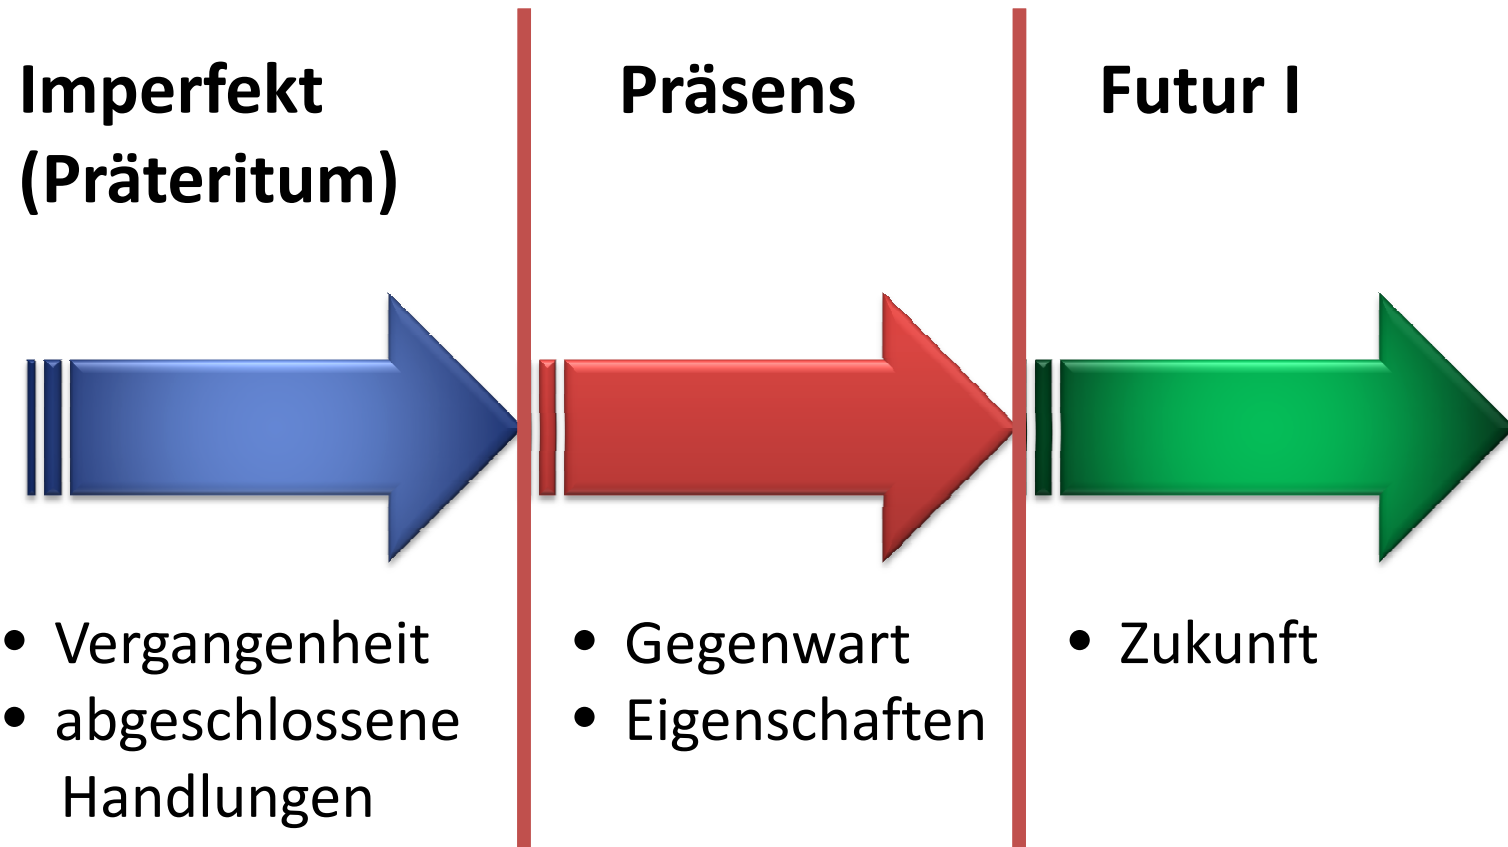 Imperfekt
(Präteritum)
• Vergangenheit
• abgeschlossene
Handlungen
Präsens
• Gegenwart
• Eigenschaften
Futur I
• Zukunft